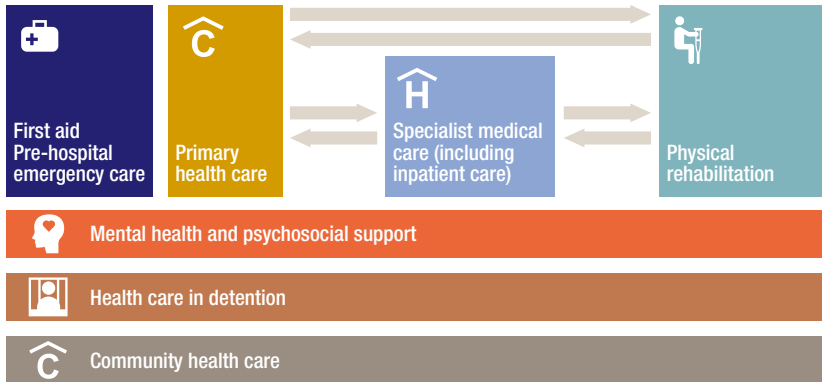 First aid
Pre-hospital
emergency care
C
Primary
health care
H
Specialist medical
care (including
inpatient care)
Physical
rehabilitation
Mental health and psychosocial support
Health care in detention
C
Community health care